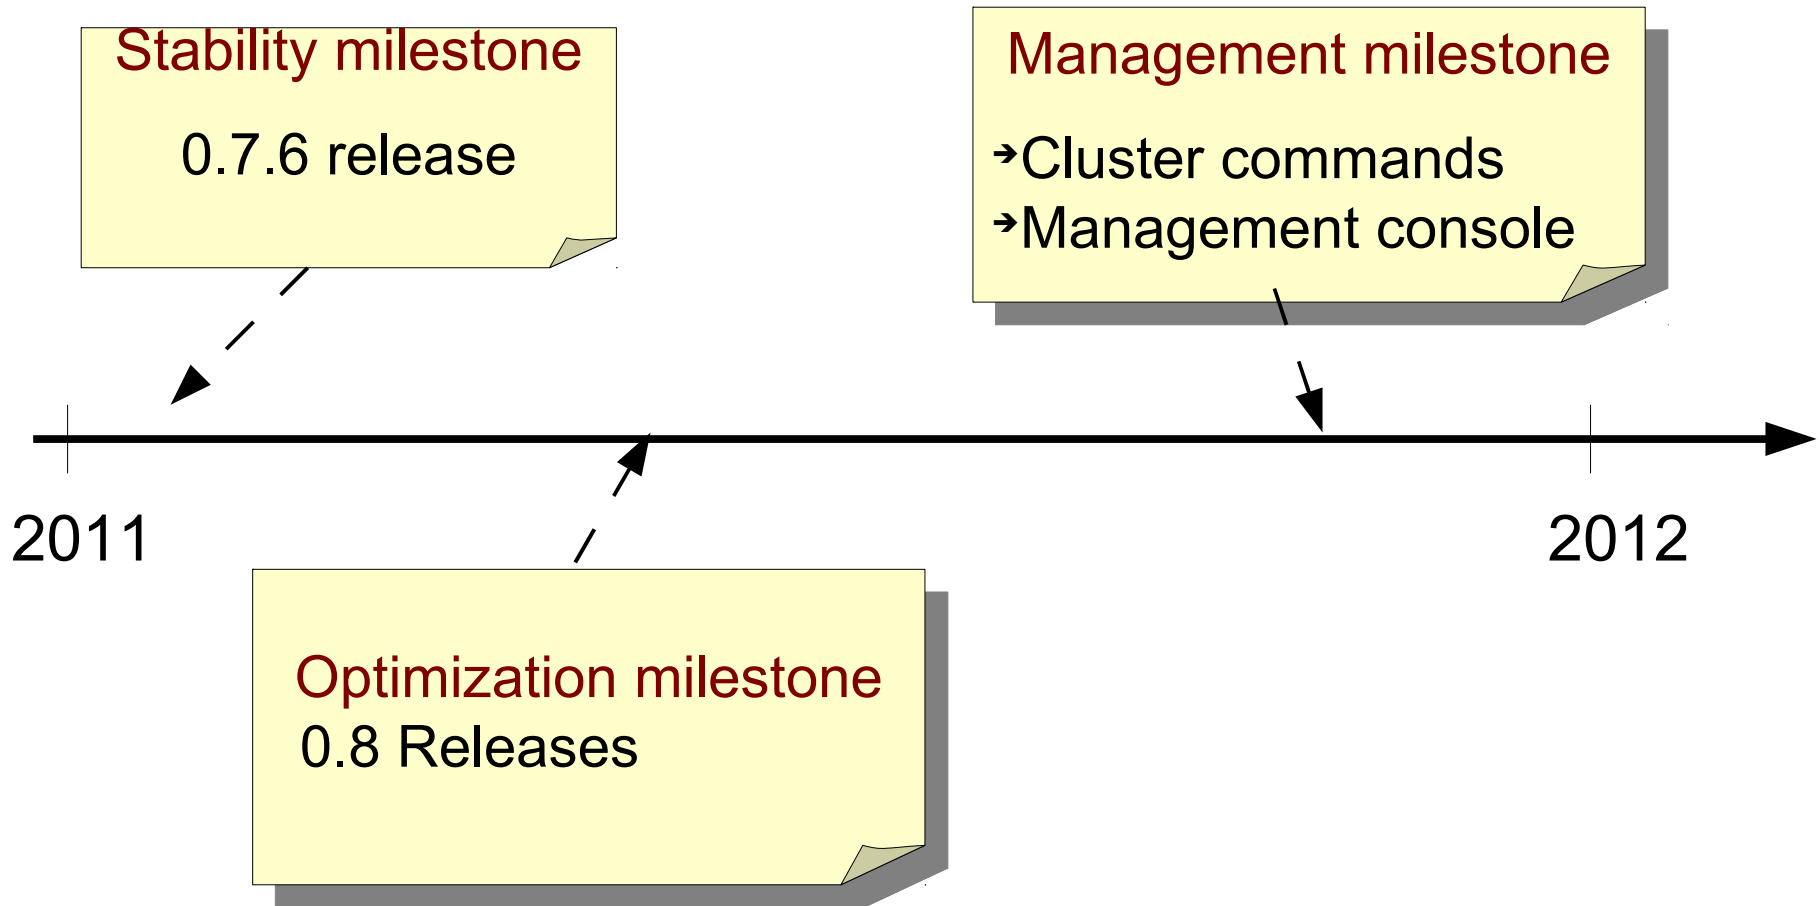 Stability milestone
0.7.6 release
Management milestone
➔Cluster commands
➔Management console
2011
2012
Optimization milestone
0.8 Releases